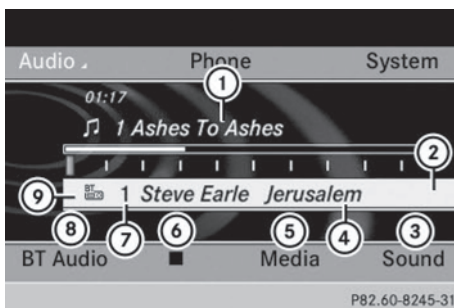 Audio Phone System
1
01:17
1 Ashes To Ashes
2
9 BT 1 Steve Earle Jerusalem
8 7 6 5 4 3
BT Audio Media Sound
P82.60-8245-31